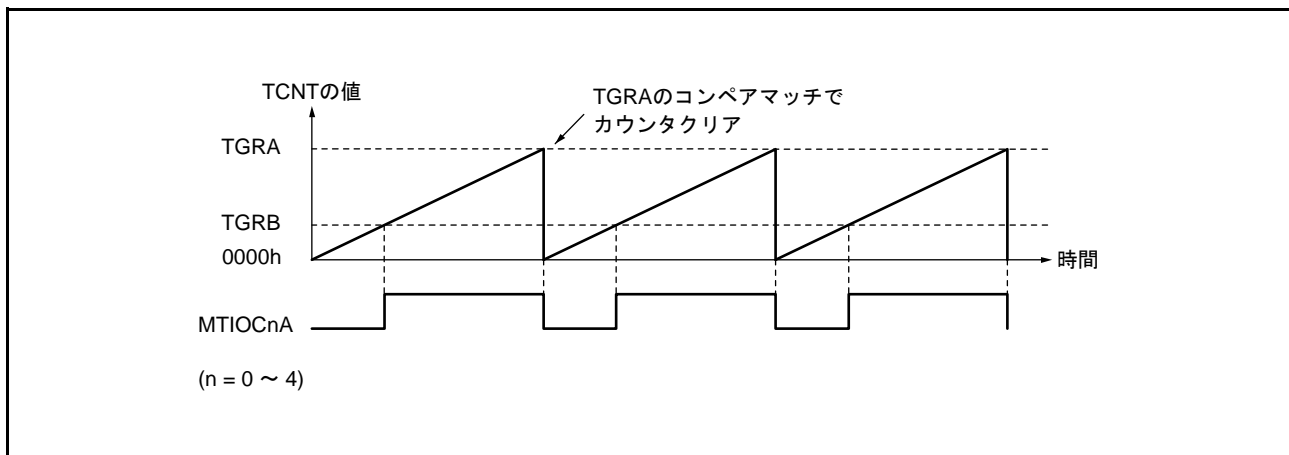 TCNTの値
TGRAのコンペアマッチで
カウンタクリア
TGRA
TGRB
0000h
時間
MTIOCnA
(n = 0 ～ 4)